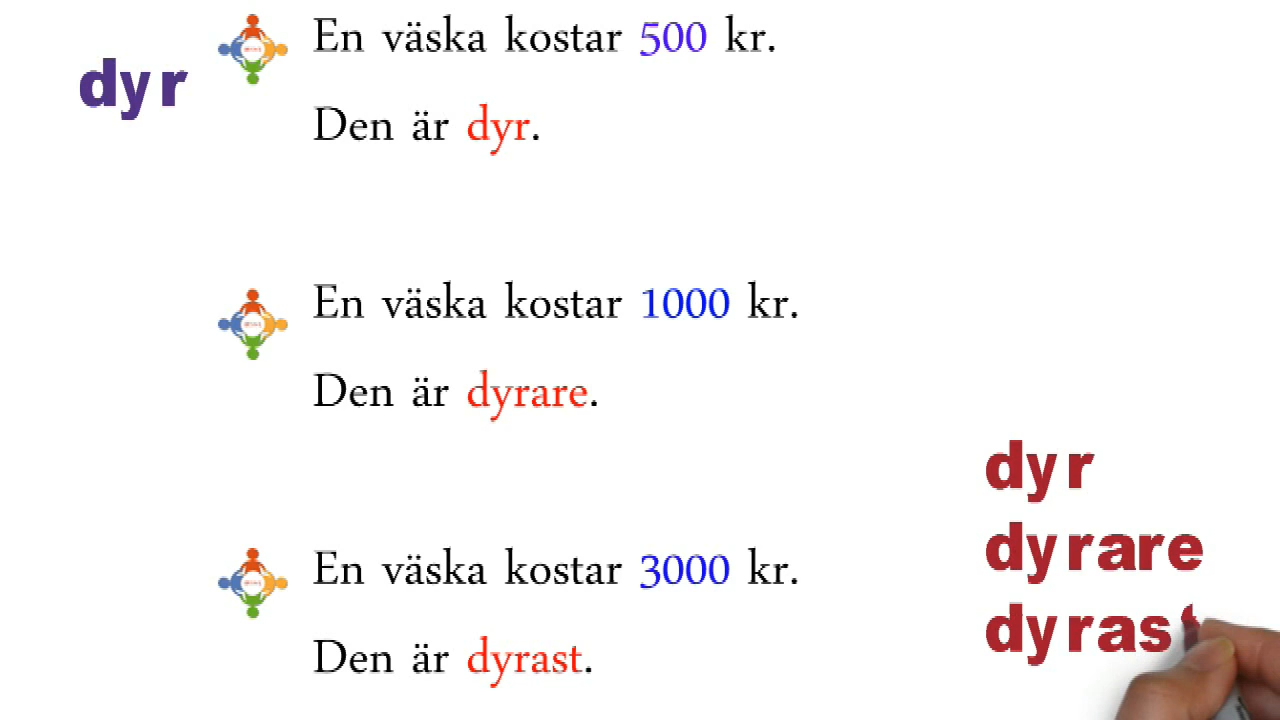 dyr
En väska kostar 500 kr.
Den är dyr.
En väska kostar 1000 kr.
Den är dyrare.
En väska kostar 3000 kr.
Den är dyrast.
dyr
dyrare
dyras